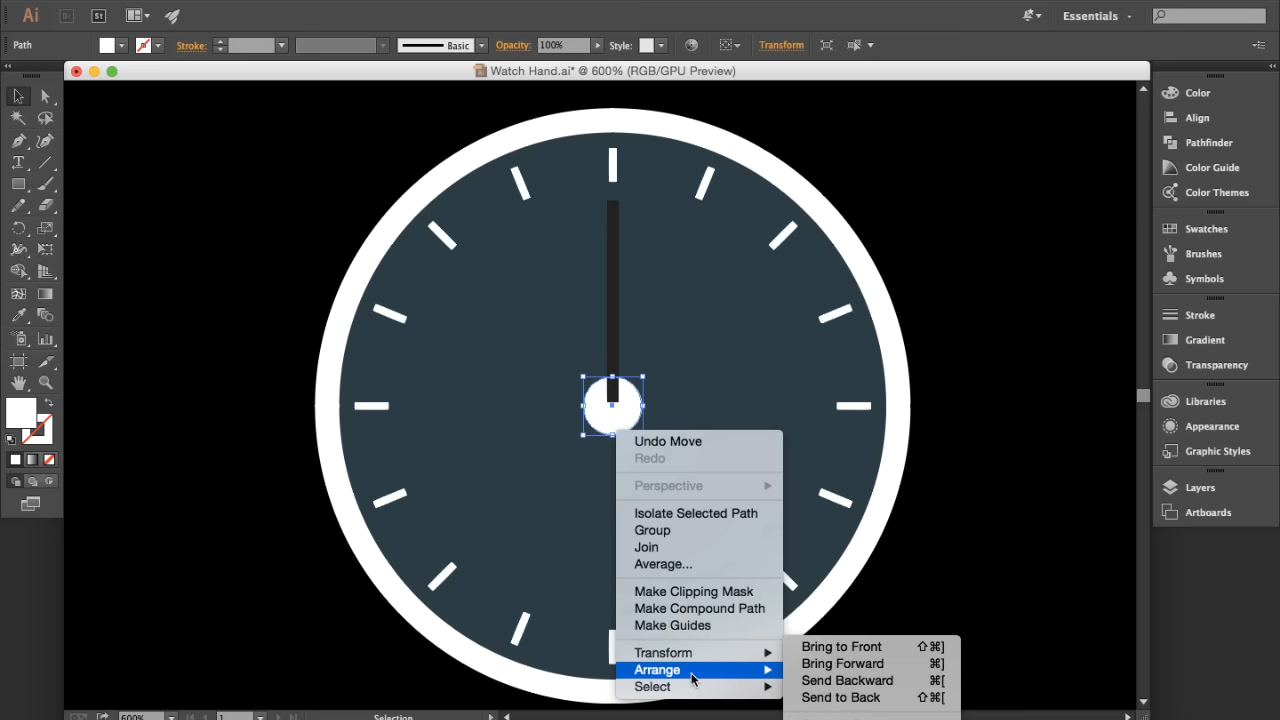 Ai Br St Essentials
Path Stroke: Basic Opacity: 100% Style: Transform
Watch Hand.ai* @ 600% (RGB/GPU Preview)
Color
Align
Pathfinder
Color Guide
Color Themes
Swatches
Brushes
Symbols
Stroke
Gradient
Transparency
Libraries
Appearance
Graphic Styles
Layers
Artboards
Undo Move
Redo
Perspective
Isolate Selected Path
Group
Join
Average...
Make Clipping Mask
Make Compound Path
Make Guides
Transform
Arrange
Select
Bring to Front ⇧⌘]
Bring Forward ⌘]
Send Backward ⌘[
Send to Back ⇧⌘[
600% 1 Selection